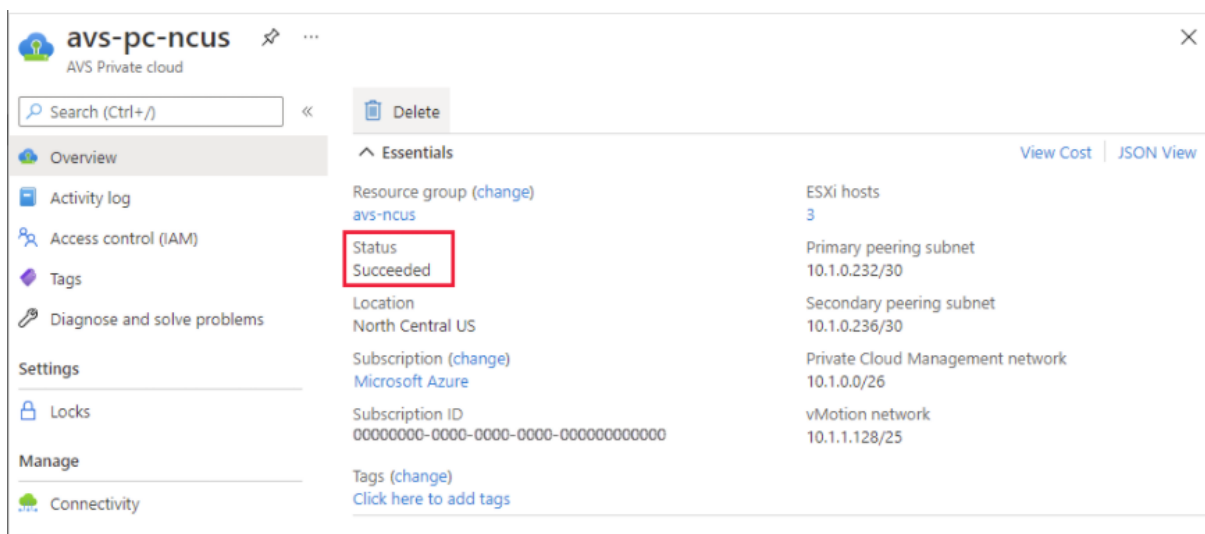 avs-pc-ncus
AVS Private cloud
Search (Ctrl+/)
«
Overview
Activity log
Access control (IAM)
Tags
Diagnose and solve problems
Settings
Locks
Manage
Connectivity
Delete
Essentials
View Cost
JSON View
Resource group (change)
avs-ncus
Status
Succeeded
Location
North Central US
Subscription (change)
Microsoft Azure
Subscription ID
00000000-0000-0000-0000-000000000000
Tags (change)
Click here to add tags
ESXi hosts
3
Primary peering subnet
10.1.0.232/30
Secondary peering subnet
10.1.0.236/30
Private Cloud Management network
10.1.0.0/26
vMotion network
10.1.1.128/25